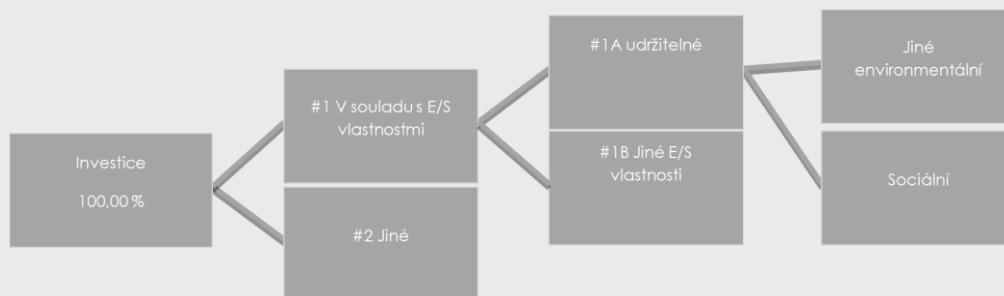 Investice
100,00 %
#1 V souladu s E/S
vlastnostmi
#2 Jiné
#1A udržitelné
#1B Jiné E/S
vlastnosti
Jiné
environmentální
Sociální